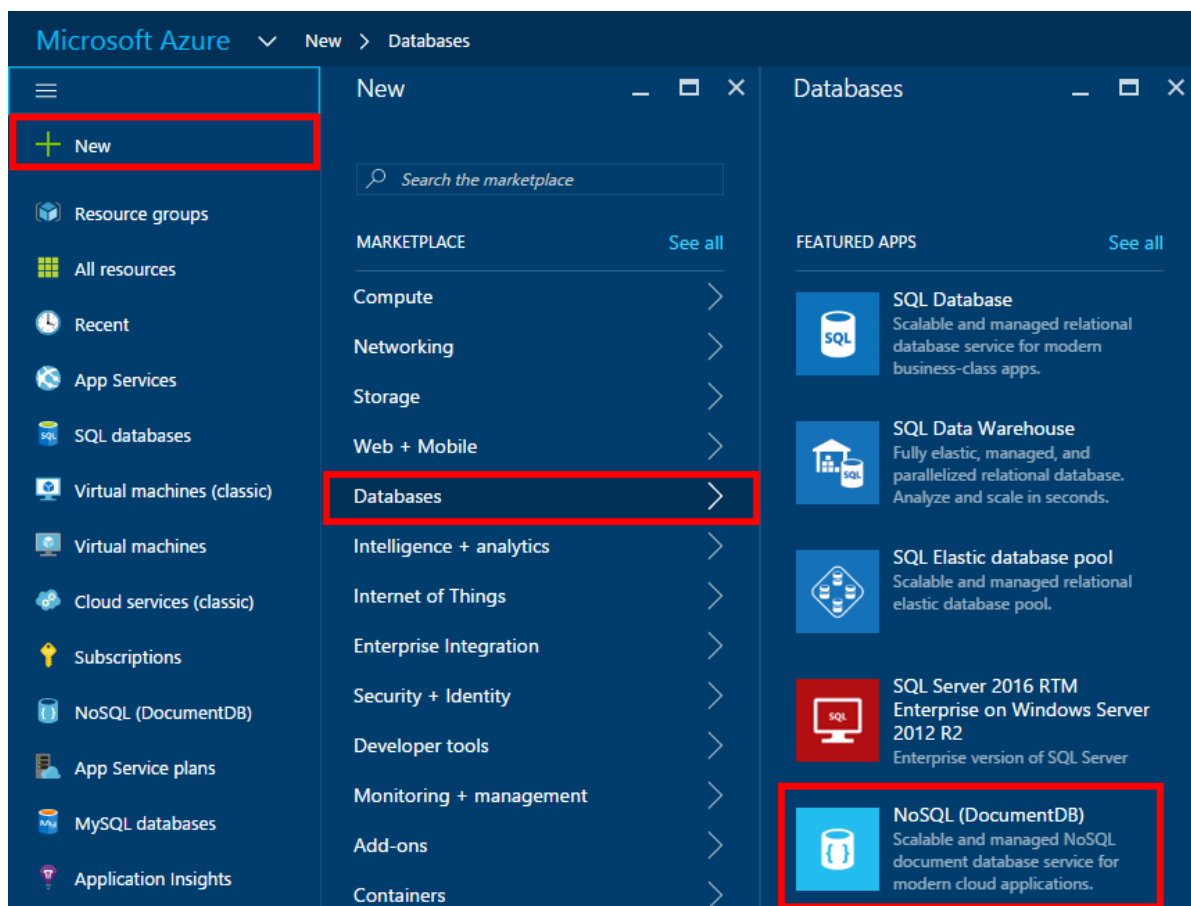 Microsoft Azure New > Databases
New
Resource groups
All resources
Recent
App Services
SQL databases
Virtual machines (classic)
Virtual machines
Cloud services (classic)
Subscriptions
NoSQL (DocumentDB)
App Service plans
MySQL databases
Application Insights
New
Search the marketplace
MARKETPLACE See all
Compute
Networking
Storage
Web + Mobile
Databases
Intelligence + analytics
Internet of Things
Enterprise Integration
Security + Identity
Developer tools
Monitoring + management
Add-ons
Containers
Databases
FEATURED APPS See all
SQL Database
Scalable and managed relational
database service for modern
business-class apps.
SQL Data Warehouse
Fully elastic, managed, and
parallelized relational database.
Analyze and scale in seconds.
SQL Elastic database pool
Scalable and managed relational
elastic database pool.
SQL Server 2016 RTM
Enterprise on Windows Server
2012 R2
Enterprise version of SQL Server
NoSQL (DocumentDB)
Scalable and managed NoSQL
document database service for
modern cloud applications.
SQL
SQL
SQL
SQL
My